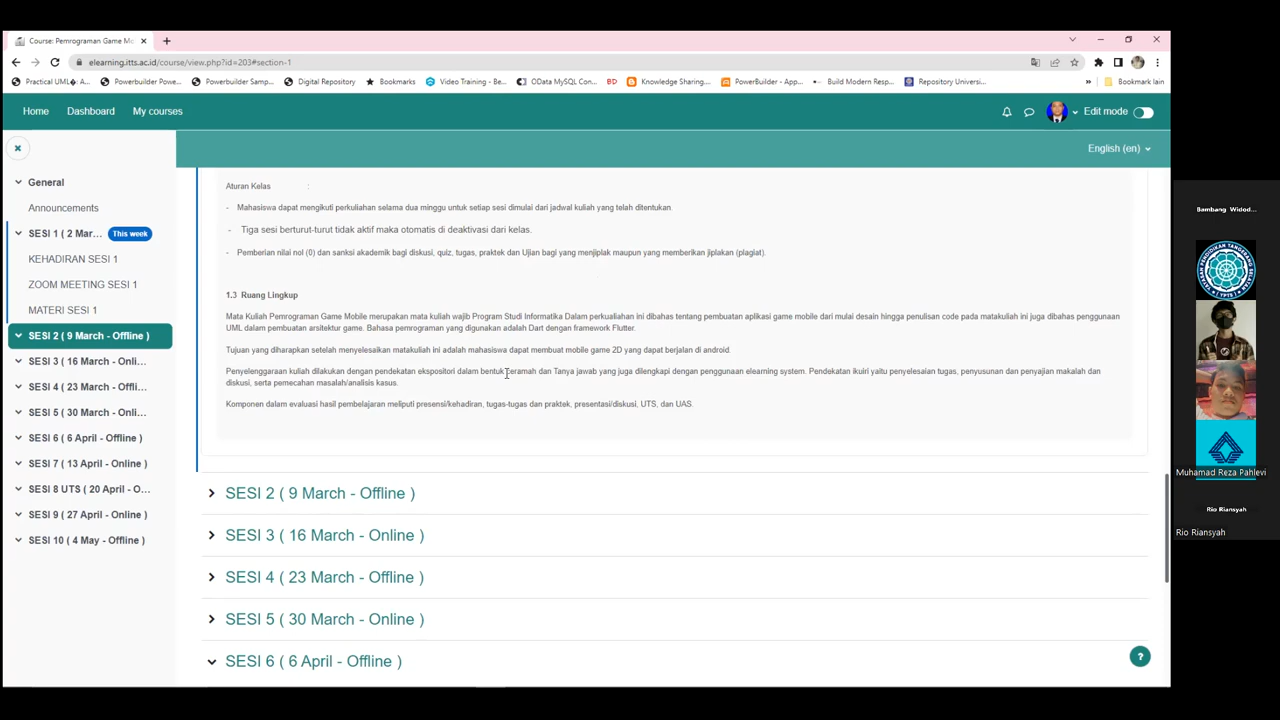 Course: Pemrograman Game Mo
elearning.itts.ac.id/course/view.php?id=203#section-1
Practical UML
Powerbuilder Powe...
Powerbuilder - Qui...
Powerbuilder Sampl...
Digital Repository
Bookmarks
Video Training - Be...
OData MySQL Con...
BD
Knowledge Sharing....
PowerBuilder - App...
Build Modern Resp...
Repository Universi...
»
Bookmark lain
Home
Dashboard
My courses
Edit mode
English (en)
General
Announcements
SESI 1 ( 2 Mar...
This week
KEHADIRAN SESI 1
ZOOM MEETING SESI 1
MATERI SESI 1
SESI 2 ( 9 March - Offline )
SESI 3 ( 16 March - Onli...
SESI 4 ( 23 March - Offli...
SESI 5 ( 30 March - Onli...
SESI 6 ( 6 April - Offline )
SESI 7 ( 13 April - Online )
SESI 8 UTS ( 20 April - O...
SESI 9 ( 27 April - Online )
SESI 10 ( 4 May - Offline )
Aturan Kelas :
- Mahasiswa dapat mengikuti perkuliahan selama dua minggu untuk setiap sesi dimulai dari jadwal kuliah yang telah ditentukan.
- Tiga sesi berturut-turut tidak aktif maka otomatis di deaktivasi dari kelas.
- Pemberian nilai nol (0) dan sanksi akademik bagi diskusi, quiz, tugas, praktek dan Ujian bagi yang menjiplak maupun yang memberikan jiplakan (plagiat).
1.3 Ruang Lingkup
Mata Kuliah Pemrograman Game Mobile merupakan mata kuliah wajib Program Studi Informatika Dalam perkualiahan ini dibahas tentang pembuatan aplikasi game mobile dari mulai desain hingga penulisan code pada matakuliah ini juga dibahas penggunaan
UML dalam pembuatan arsitektur game. Bahasa pemrograman yang digunakan adalah Dart dengan framework Flutter.
Tujuan yang diharapkan setelah menyelesaikan matakuliah ini adalah mahasiswa dapat membuat mobile game 2D yang dapat berjalan di android.
Penyelenggaraan kuliah dilakukan dengan pendekatan ekspositori dalam bentuk ceramah dan Tanya jawab yang juga dilengkapi dengan penggunaan elearning system. Pendekatan ikuiri yaitu penyelesaian tugas, penyusunan dan penyajian makalah dan
diskusi, serta pemecahan masalah/analisis kasus.
Komponen dalam evaluasi hasil pembelajaran meliputi presensi/kehadiran, tugas-tugas dan praktek, presentasi/diskusi, UTS, dan UAS.
SESI 2 ( 9 March - Offline )
SESI 3 ( 16 March - Online )
SESI 4 ( 23 March - Offline )
SESI 5 ( 30 March - Online )
SESI 6 ( 6 April - Offline )
?
Bambang Widod...
Muhamad Reza Pahlevi
Rio Riansyah
Rio Riansyah